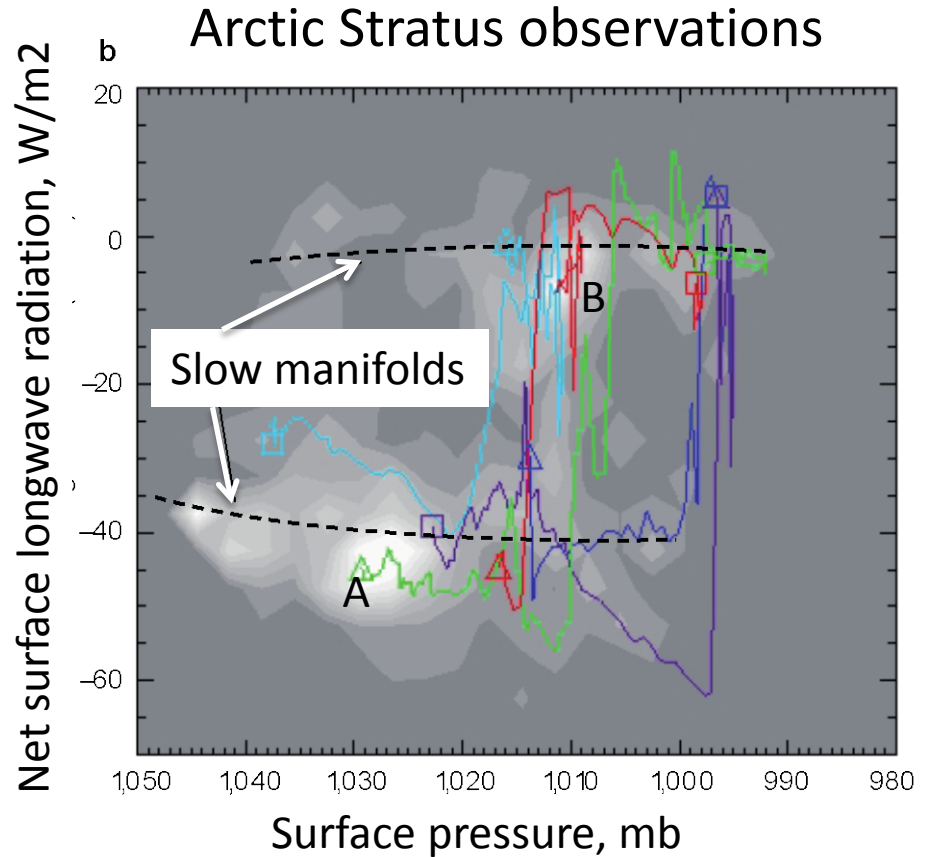 Arctic Stratus observations
b
Net surface longwave radiation, W/m2
20
0
−20
−40
−60
B
Slow manifolds
A
1,050 1,040 1,030 1,020 1,010 1,000 990 980
Surface pressure, mb